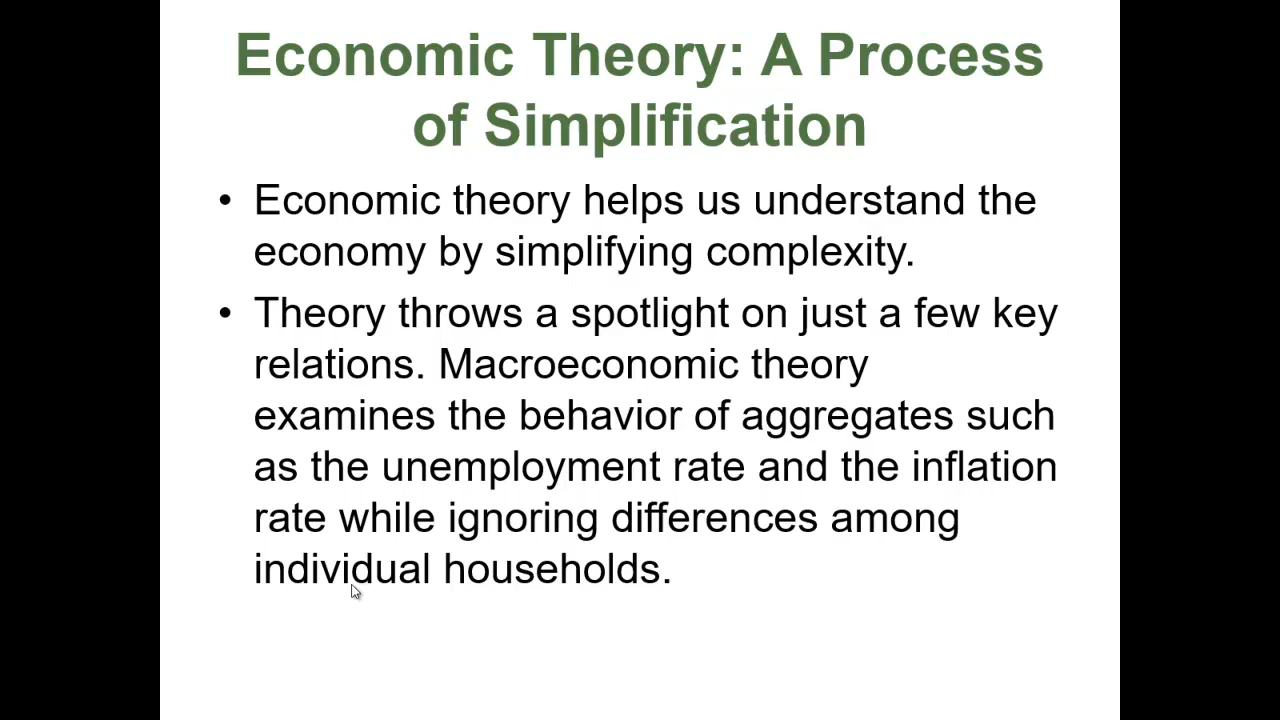 Economic Theory: A Process
of Simplification
• Economic theory helps us understand the
economy by simplifying complexity.
• Theory throws a spotlight on just a few key
relations. Macroeconomic theory
examines the behavior of aggregates such
as the unemployment rate and the inflation
rate while ignoring differences among
individual households.